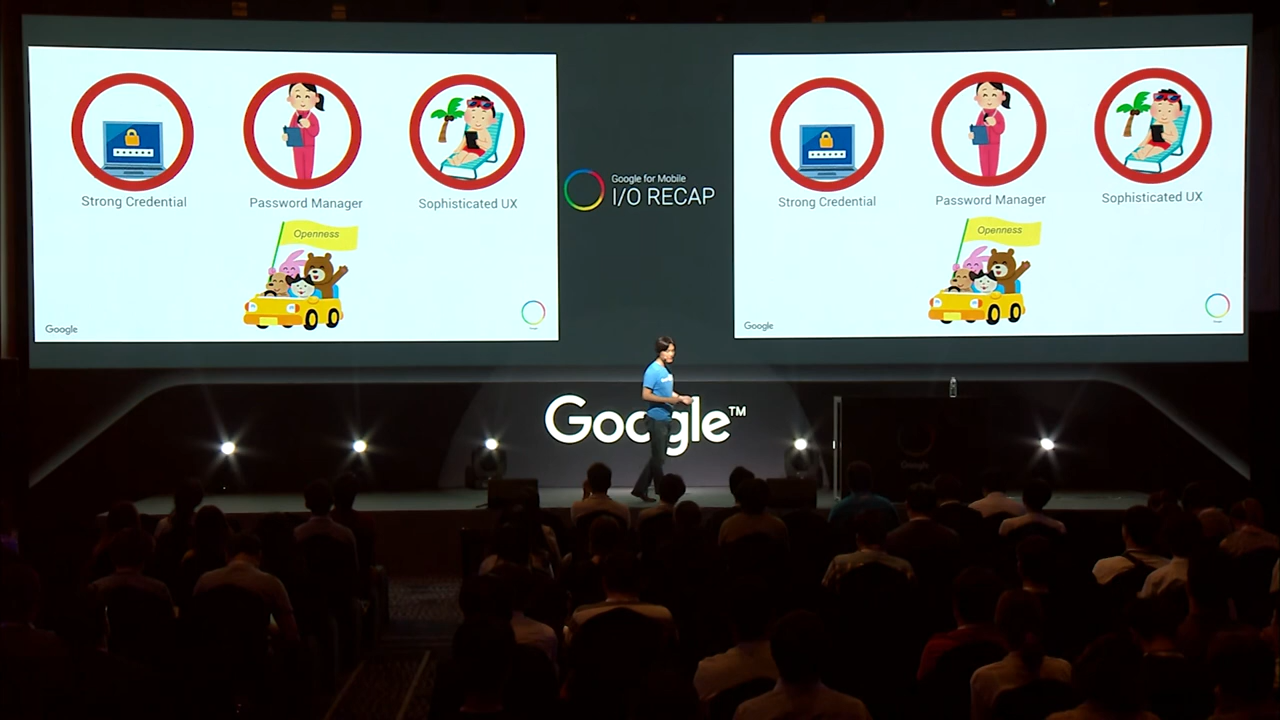 Strong Credential
Password Manager
Sophisticated UX
Openness
Google
Google for Mobile
I/O RECAP
Strong Credential
Password Manager
Sophisticated UX
Openness
Google
Google™